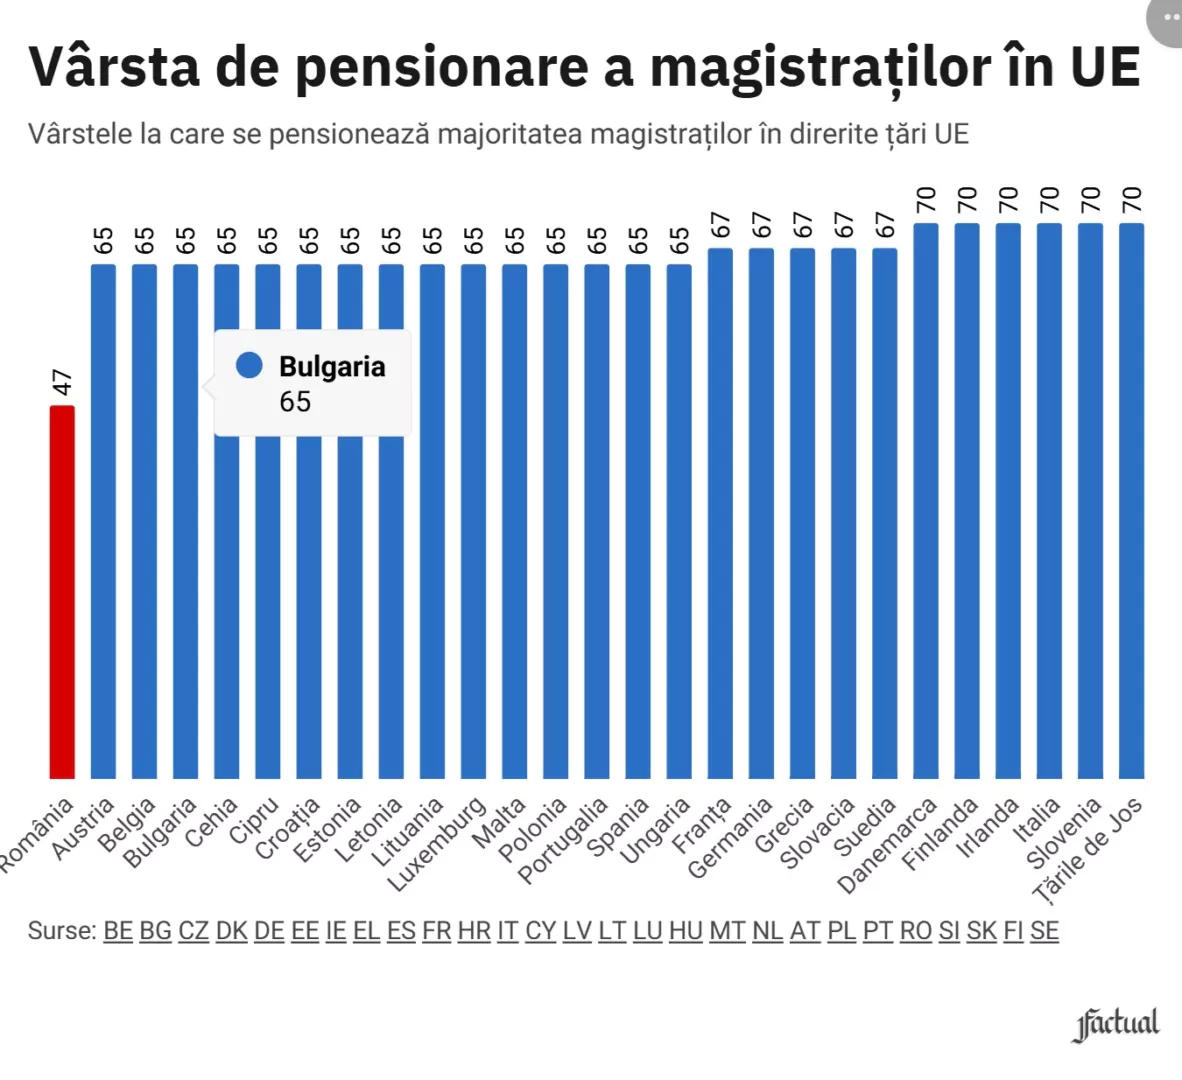 Vârsta de pensionare a magistraților în UE
Vârstele la care se pensionează majoritatea magistraților în direrite țări UE
47 65 65 65 65 65 65 65 65 65 65 65 65 65 65 65 67 67 67 67 67 70 70 70 70 70 70
Bulgaria
65
România Austria Belgia Bulgaria Cehia Cipru Croația Estonia Letonia Lituania Luxemburg Malta Polonia Portugalia Spania Ungaria Franța Germania Grecia Slovacia Suedia Danemarca Finlanda Irlanda Italia Slovenia Țările de Jos
Surse: BE BG CZ DK DE EE IE EL ES FR HR IT CY LV LT LU HU MT NL AT PL PT RO SI SK FI SE
factual